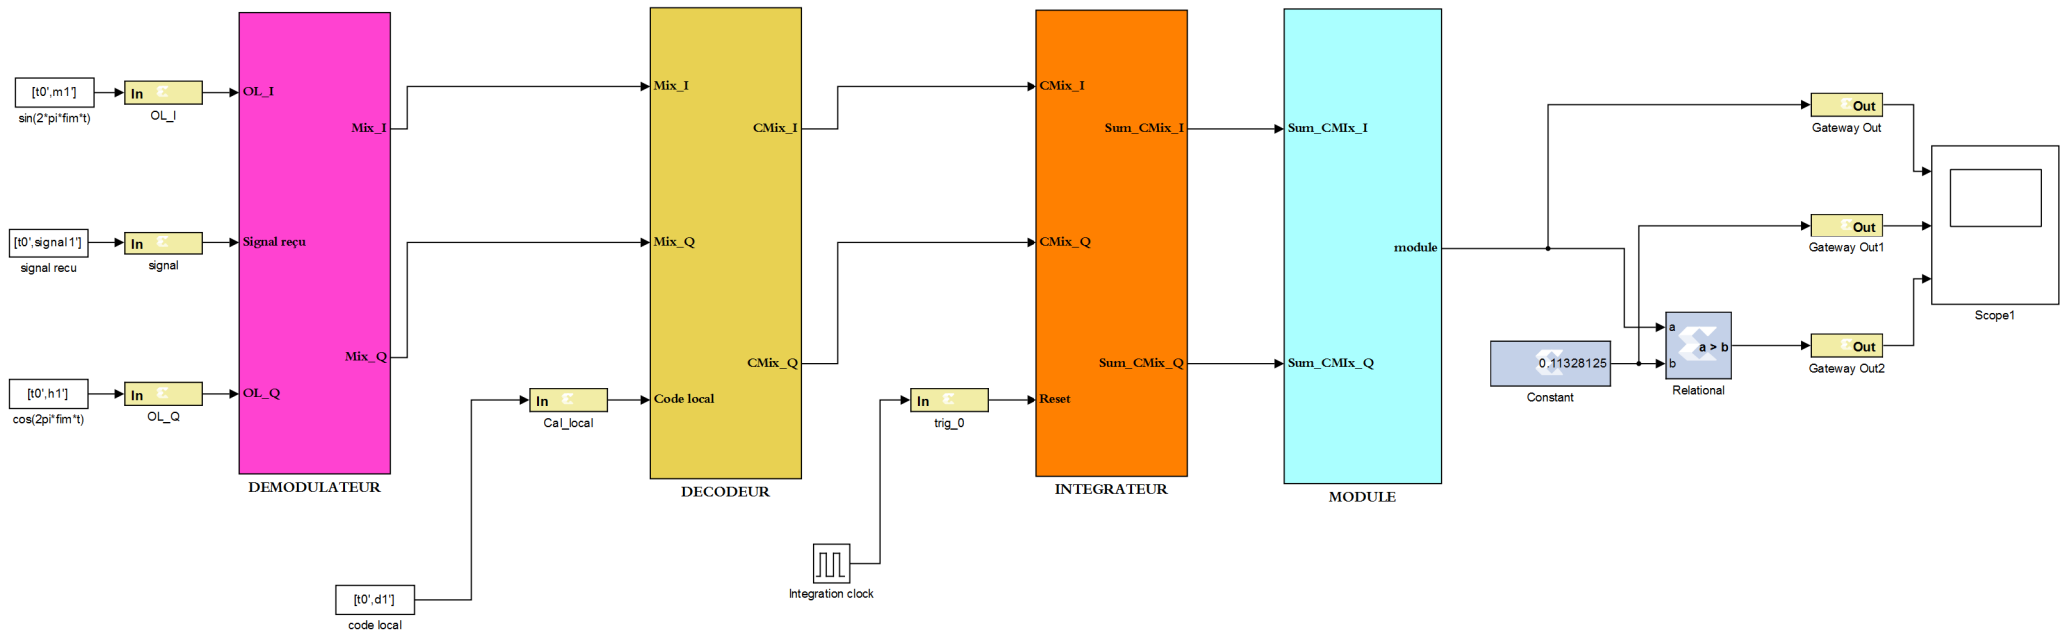 [t0',m1']
sin(2*pi*fim*t)
In
OL_I
[t0',signal1']
signal recu
In
signal
[t0',h1']
cos(2pi*fim*t)
In
OL_Q
OL_I
Mix_I
Signal reçu
Mix_Q
OL_Q
DEMODULATEUR
[t0',d1']
code local
In
Cal_local
Mix_I
CMix_I
Mix_Q
CMix_Q
Code local
DECODEUR
Integration clock
In
trig_0
CMix_I
Sum_CMix_I
CMix_Q
Sum_CMix_Q
Reset
INTEGRATEUR
Sum_CMIx_I
module
Sum_CMIx_Q
MODULE
0.11328125
Constant
a
a > b
b
Relational
Out
Gateway Out
Out
Gateway Out1
Out
Gateway Out2
Scope1